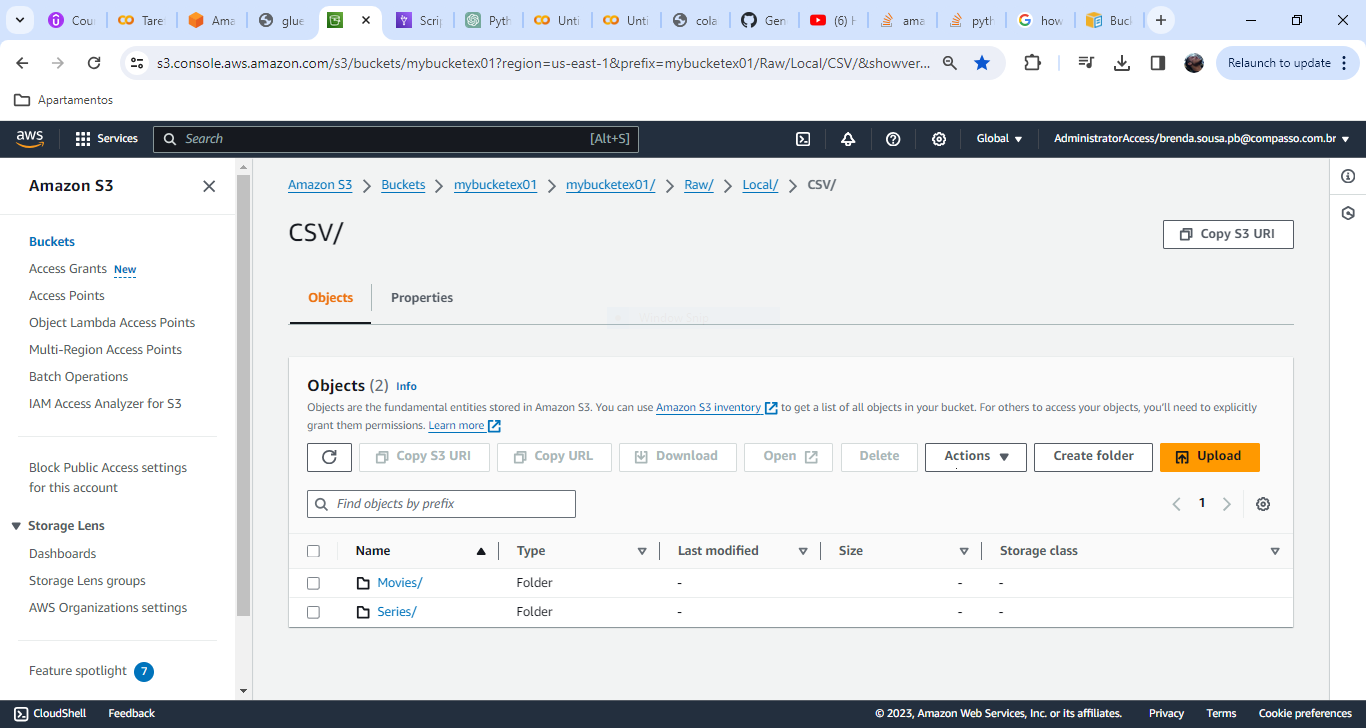 Cour
Taref
Ama
glue
Scrip
Pyth
Unti
Unti
cola
Gen
(6) H
ama
pyth
how
Buck
s3.console.aws.amazon.com/s3/buckets/mybucketex01?region=us-east-1&prefix=mybucketex01/Raw/Local/CSV/&showver...
Relaunch to update
Apartamentos
aws
Services
Search
[Alt+S]
Global
AdministratorAccess/brenda.sousa.pb@compasso.com.br
Amazon S3
Buckets
Access Grants New
Access Points
Object Lambda Access Points
Multi-Region Access Points
Batch Operations
IAM Access Analyzer for S3
Block Public Access settings
for this account
Storage Lens
Dashboards
Storage Lens groups
AWS Organizations settings
Feature spotlight 7
Amazon S3 > Buckets > mybucketex01 > mybucketex01/ > Raw/ > Local/ > CSV/
CSV/
Copy S3 URI
Objects
Properties
Objects (2) Info
Objects are the fundamental entities stored in Amazon S3. You can use Amazon S3 inventory to get a list of all objects in your bucket. For others to access your objects, you'll need to explicitly
grant them permissions. Learn more
Copy S3 URI
Copy URL
Download
Open
Delete
Actions
Create folder
Upload
Find objects by prefix
1
Name Type Last modified Size Storage class
Movies/ Folder - - -
Series/ Folder - - -
CloudShell
Feedback
© 2023, Amazon Web Services, Inc. or its affiliates.
Privacy
Terms
Cookie preferences